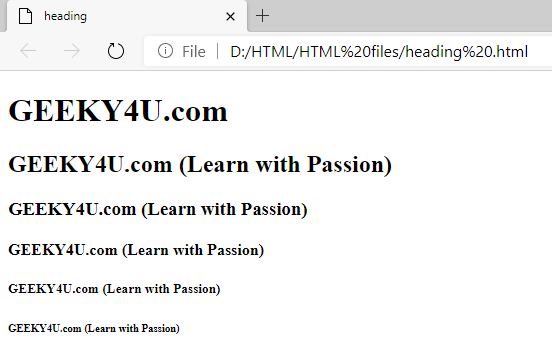 heading
File D:/HTML/HTML%20files/heading%20.html
GEEKY4U.com
GEEKY4U.com (Learn with Passion)
GEEKY4U.com (Learn with Passion)
GEEKY4U.com (Learn with Passion)
GEEKY4U.com (Learn with Passion)
GEEKY4U.com (Learn with Passion)